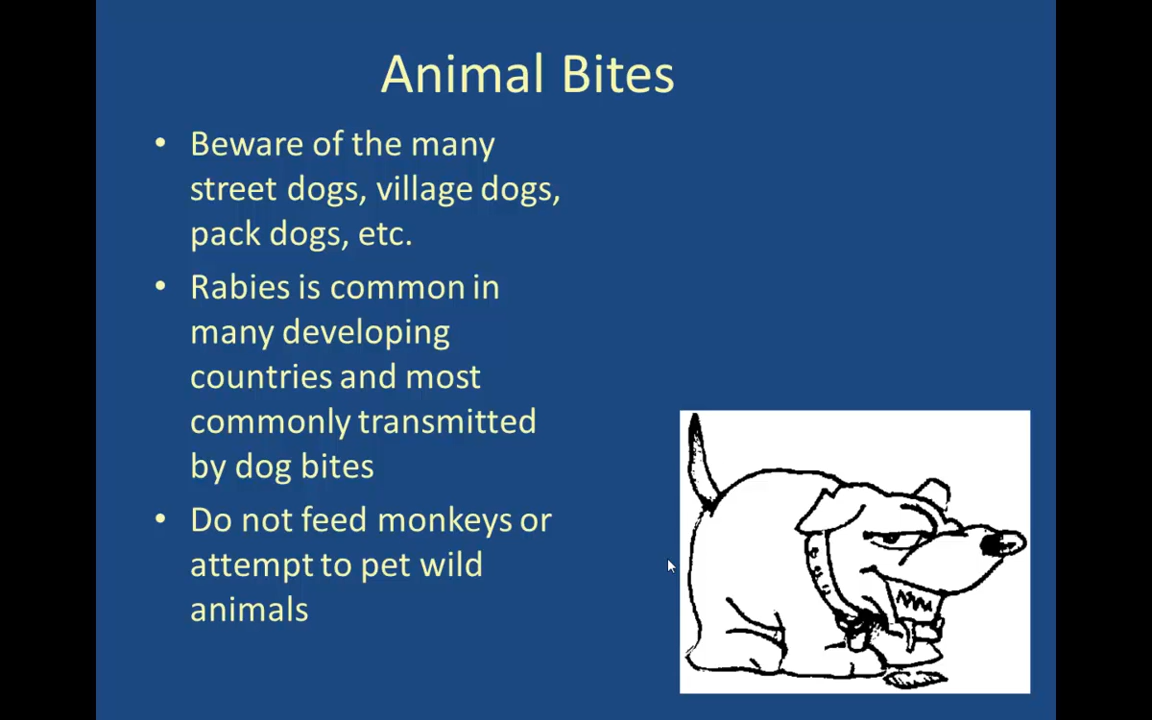 Animal Bites
• Beware of the many
street dogs, village dogs,
pack dogs, etc.
• Rabies is common in
many developing
countries and most
commonly transmitted
by dog bites
• Do not feed monkeys or
attempt to pet wild
animals